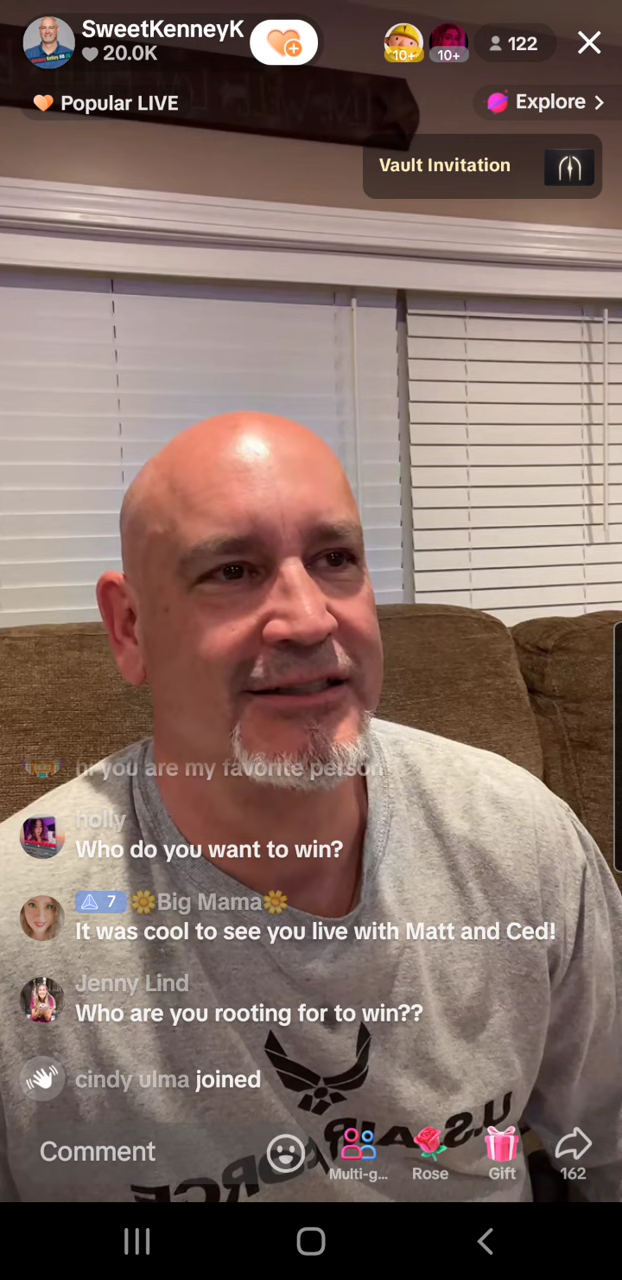 SweetKenneyK
20.0K
10+
10+
122
Popular LIVE
Explore
Vault Invitation
hi you are my favorite person
holly
Who do you want to win?
7 🌼Big Mama🌼
It was cool to see you live with Matt and Ced!
Jenny Lind
Who are you rooting for to win??
cindy ulma joined
U.S. AIR FORCE
Comment
Multi-g...
Rose
Gift
162